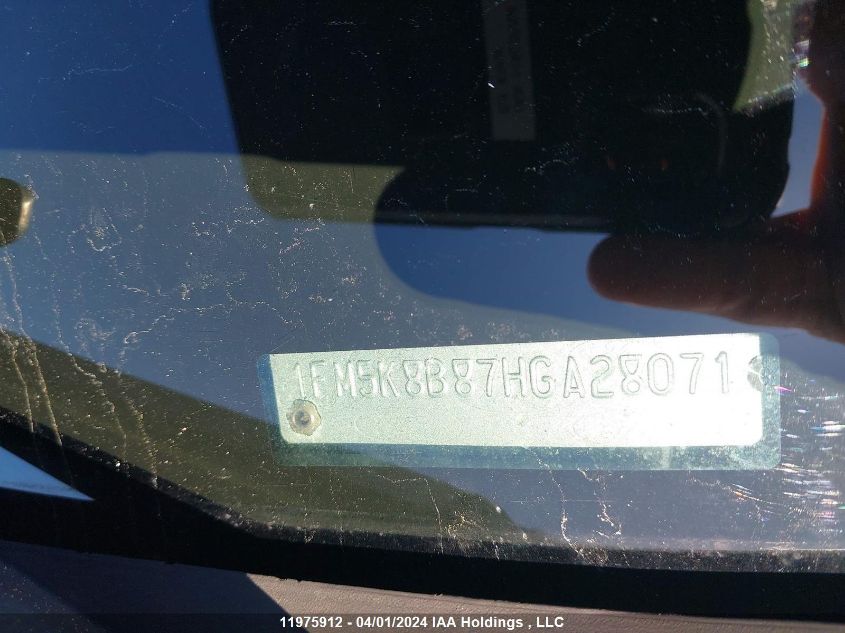 1FM5K8B87HGA28071
11975912 - 04/01/2024 IAA Holdings , LLC